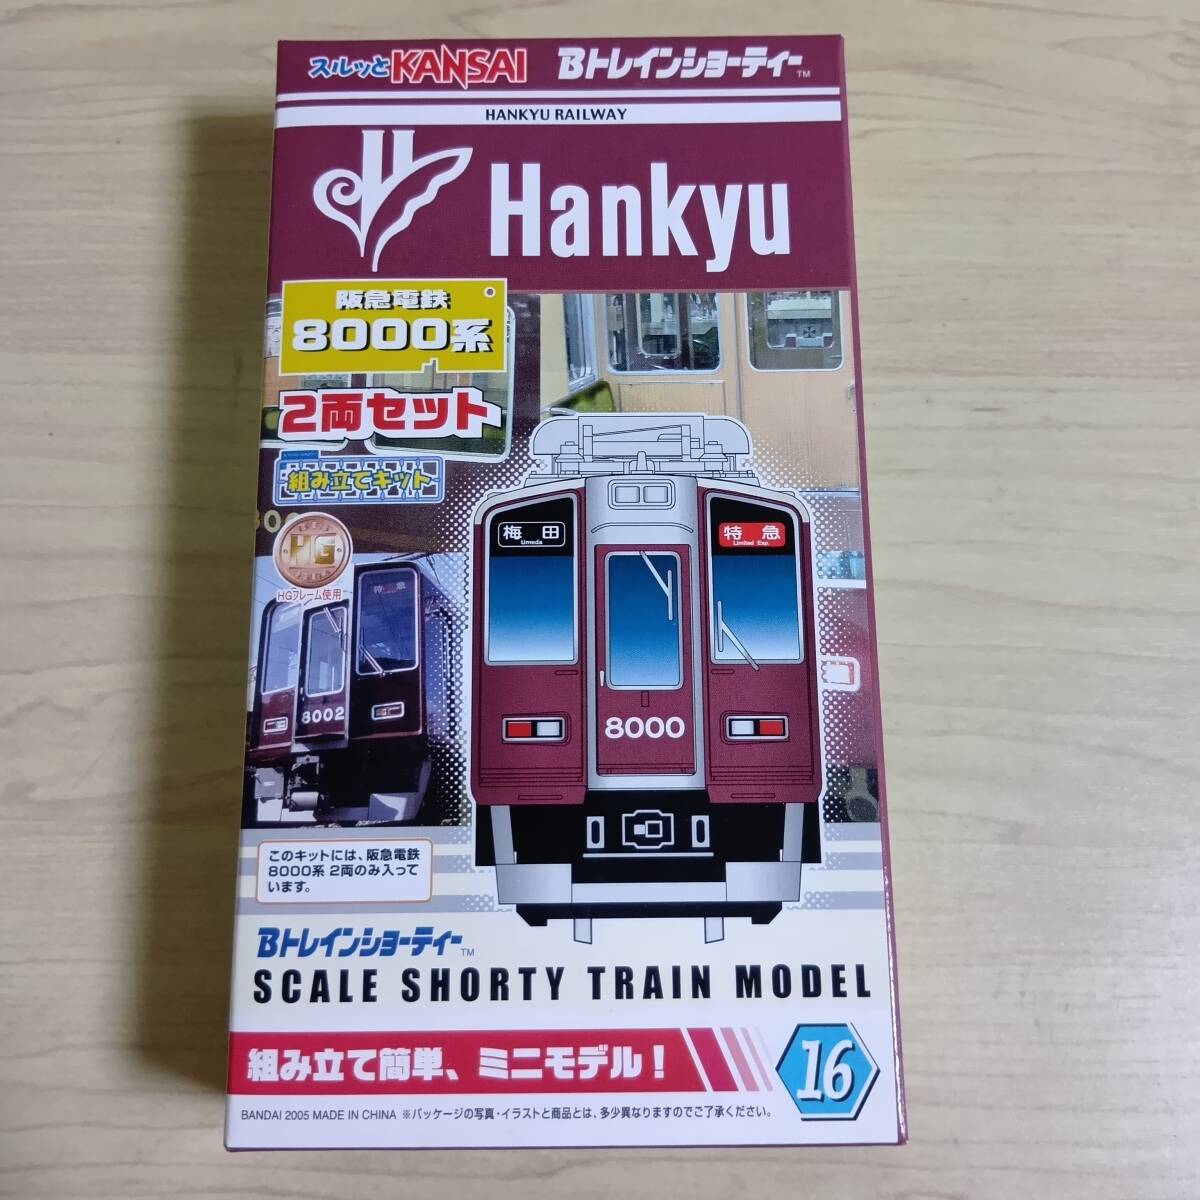 スルッとKANSAI Bトレインショーティー™
HANKYU RAILWAY
Hankyu
阪急電鉄
8000系
2両セット
組み立てキット
HG
HGフレーム使用
梅田
Umeda
特急
Limited Exp.
特急
8002
8000
このキットには、阪急電鉄
8000系 2両のみ入って
います。
Bトレインショーティー™
SCALE SHORTY TRAIN MODEL
組み立て簡単、ミニモデル!
16
BANDAI 2005 MADE IN CHINA ※パッケージの写真・イラストと商品とは、多少異なりますのでご了承ください。